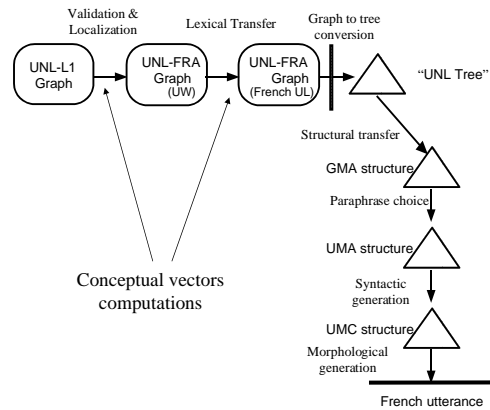 Validation &
Localization
Lexical Transfer
Graph to tree
conversion
UNL-L1
Graph
UNL-FRA
Graph
(UW)
UNL-FRA
Graph
(French UL)
“UNL Tree”
Structural transfer
GMA structure
Paraphrase choice
UMA structure
Conceptual vectors
computations
Syntactic
generation
UMC structure
Morphological
generation
French utterance